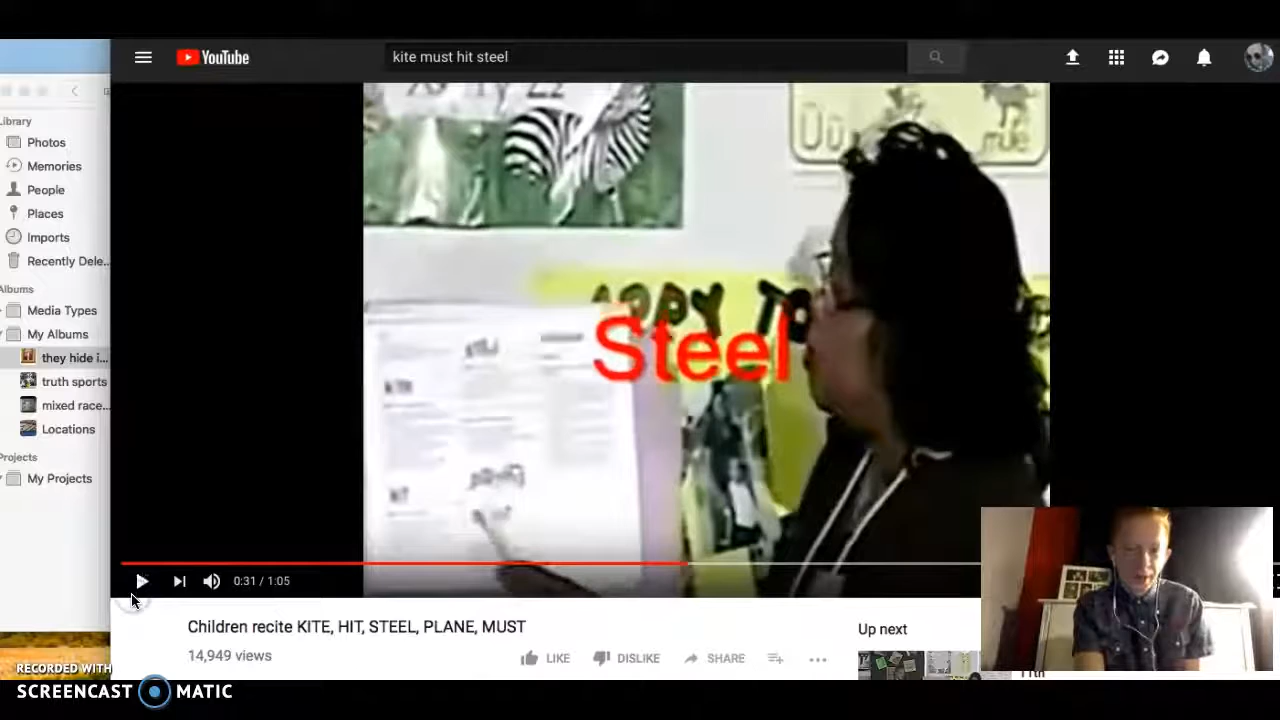 YouTube
kite must hit steel
Library
Photos
Memories
People
Places
Imports
Recently Dele...
Albums
Media Types
My Albums
they hide i...
truth sports
mixed race...
Locations
Projects
My Projects
Steel
KITE
HIT
0:31 / 1:05
Children recite KITE, HIT, STEEL, PLANE, MUST
14,949 views
LIKE
DISLIKE
SHARE
Up next
RECORDED WITH
SCREENCAST MATIC